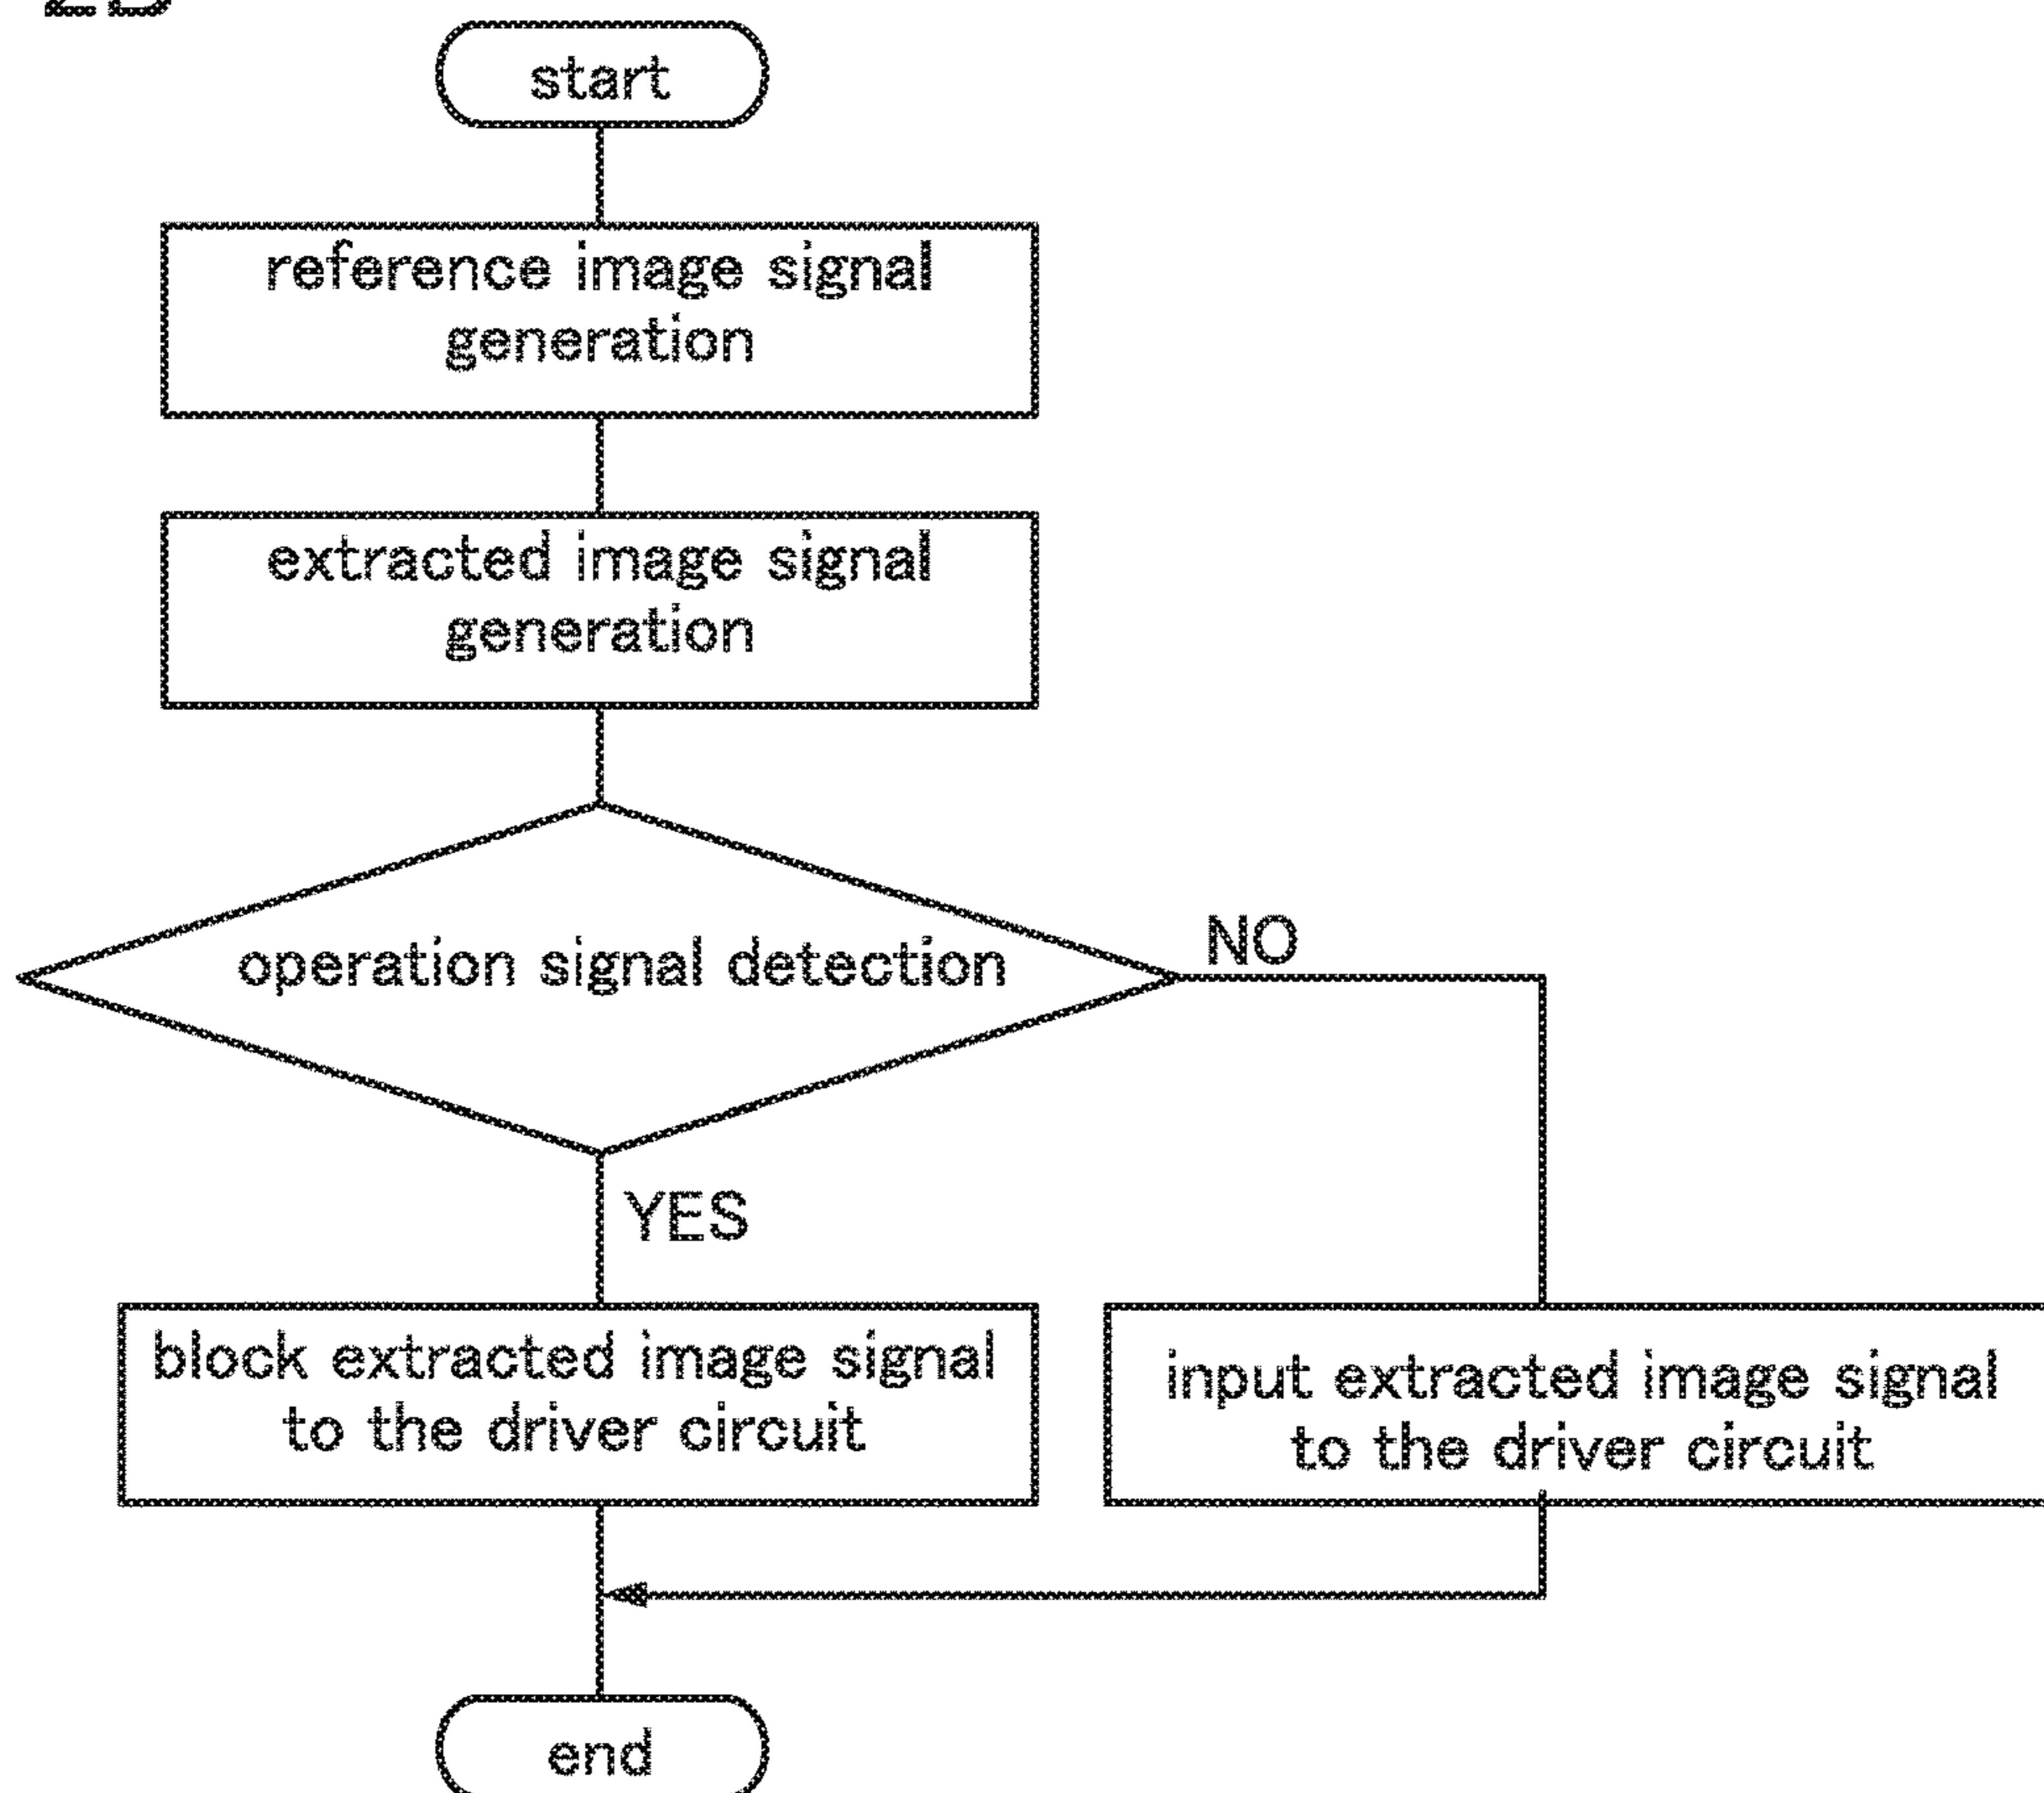 start
reference image signal
generation
extracted image signal
generation
operation signal detection
NO
YES
block extracted image signal
to the driver circuit
input extracted image signal
to the driver circuit
end